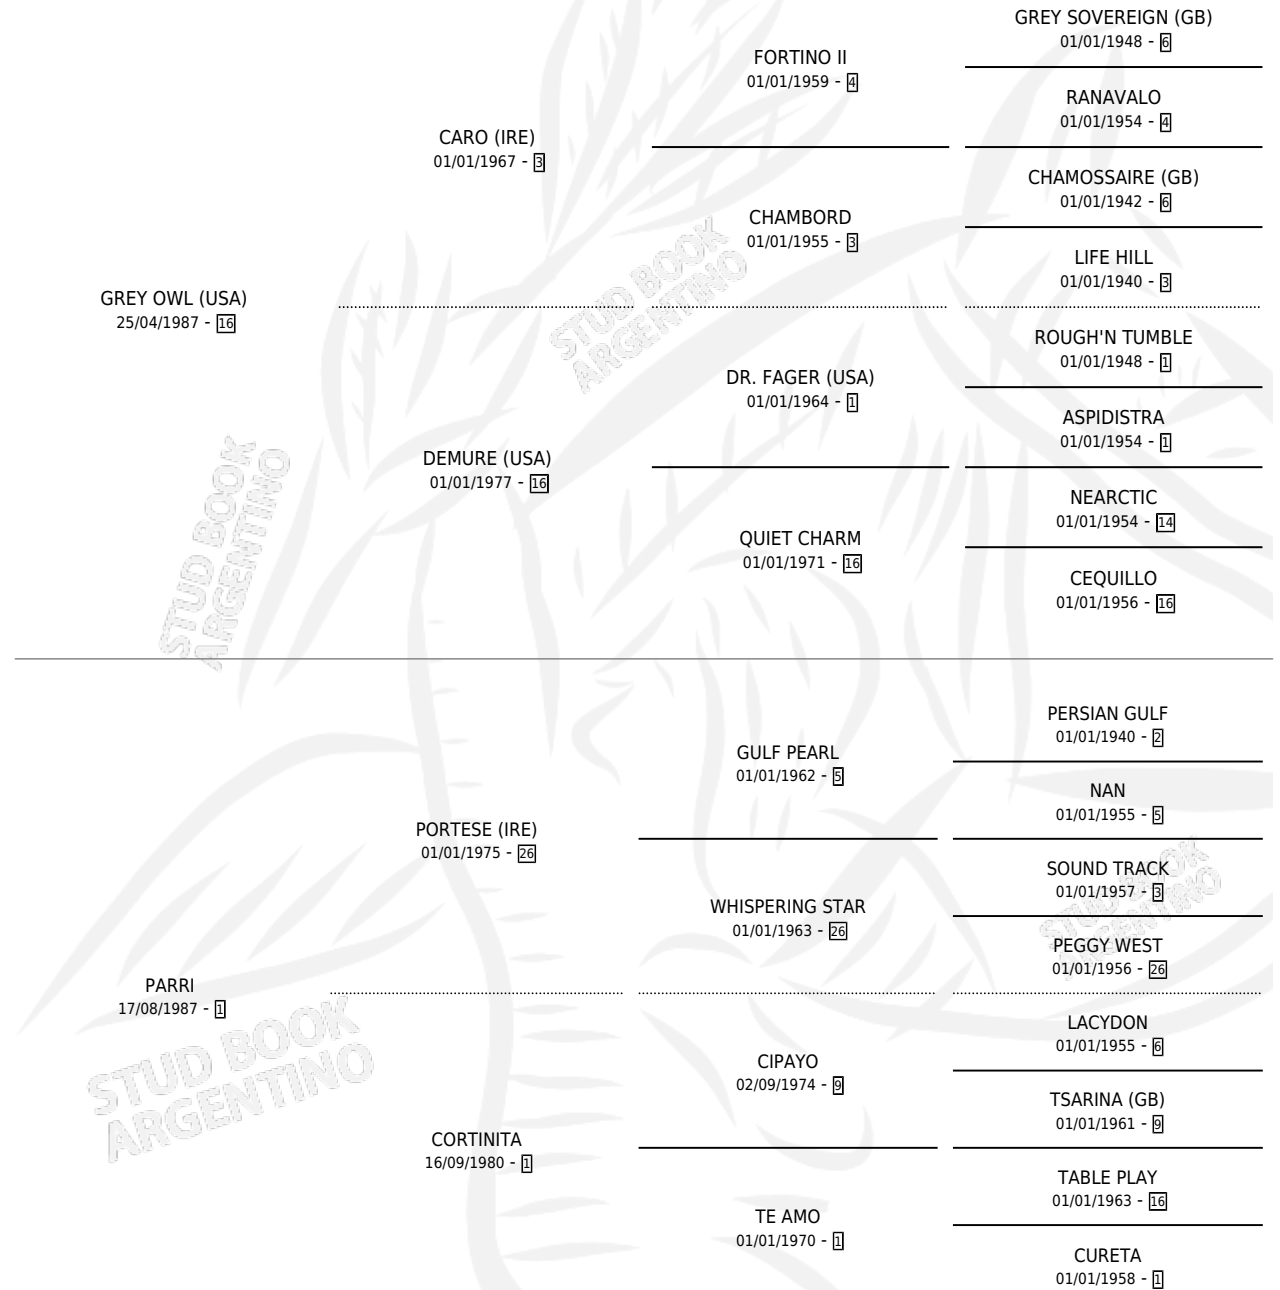 GREY SOVEREIGN (GB)
01/01/1948 - 6
FORTINO II
01/01/1959 - 4
RANAVALO
01/01/1954 - 4
CARO (IRE)
01/01/1967 - 3
CHAMOSSAIRE (GB)
01/01/1942 - 6
CHAMBORD
01/01/1955 - 3
LIFE HILL
01/01/1940 - 3
GREY OWL (USA)
25/04/1987 - 16
ROUGH'N TUMBLE
01/01/1948 - 1
DR. FAGER (USA)
01/01/1964 - 1
ASPIDISTRA
01/01/1954 - 1
DEMURE (USA)
01/01/1977 - 16
NEARCTIC
01/01/1954 - 14
QUIET CHARM
01/01/1971 - 16
CEQUILLO
01/01/1956 - 16
STUD BOOK
ARGENTINO
STUD BOOK
ARGENTINO
PERSIAN GULF
01/01/1940 - 2
GULF PEARL
01/01/1962 - 5
NAN
01/01/1955 - 5
PORTESE (IRE)
01/01/1975 - 26
SOUND TRACK
01/01/1957 - 3
WHISPERING STAR
01/01/1963 - 26
PEGGY WEST
01/01/1956 - 26
PARRI
17/08/1987 - 1
LACYDON
01/01/1955 - 6
CIPAYO
02/09/1974 - 9
TSARINA (GB)
01/01/1961 - 9
CORTINITA
16/09/1980 - 1
TABLE PLAY
01/01/1963 - 16
TE AMO
01/01/1970 - 1
CURETA
01/01/1958 - 1
STUD BOOK
ARGENTINO
STUD BOOK
ARGENTINO